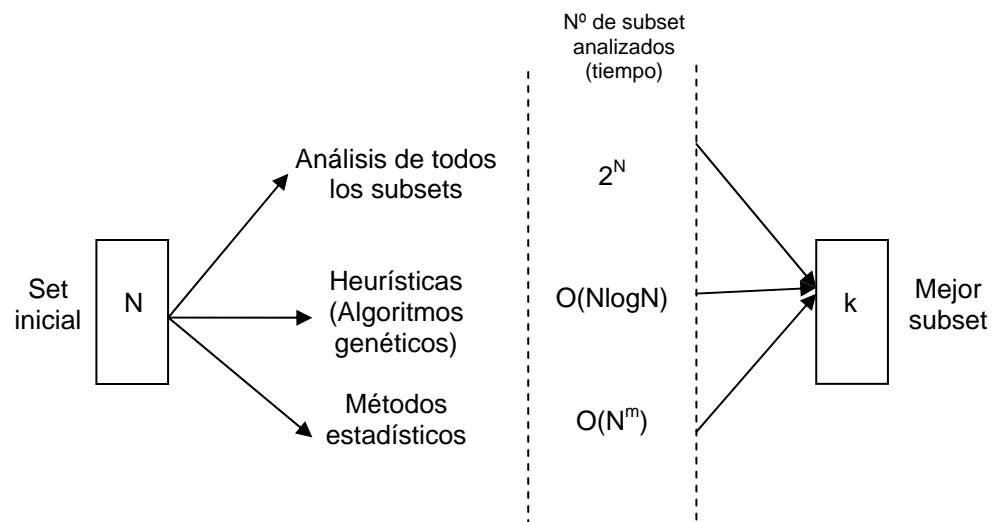 Nº de subset
analizados
(tiempo)
Análisis de todos
los subsets
2^N
Set
inicial
N
Heurísticas
(Algoritmos
genéticos)
O(NlogN)
k
Mejor
subset
Métodos
estadísticos
O(N^m)